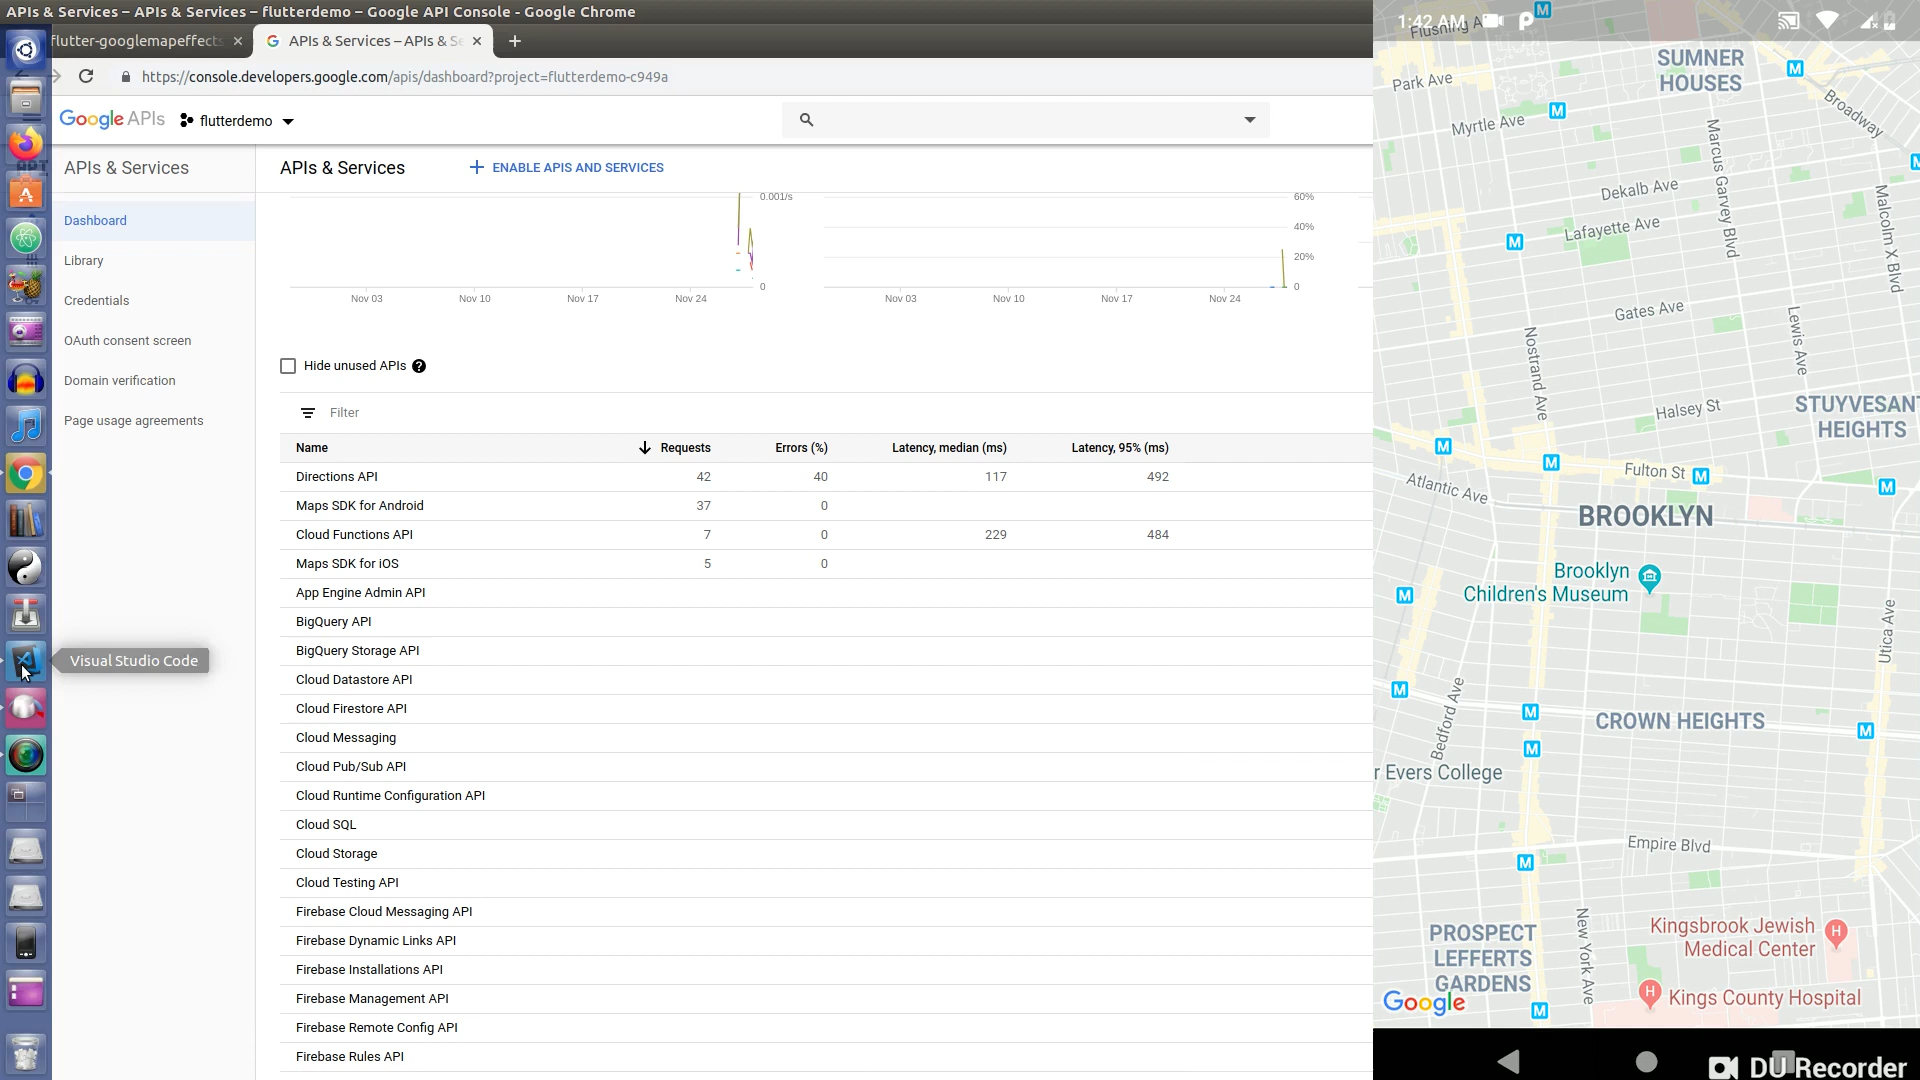 APIs & Services – APIs & Services – flutterdemo – Google API Console - Google Chrome
flutter-googlemapeffects
APIs & Services – APIs & Se
https://console.developers.google.com/apis/dashboard?project=flutterdemo-c949a
Google APIs
flutterdemo
APIs & Services
Dashboard
Library
Credentials
OAuth consent screen
Domain verification
Page usage agreements
Visual Studio Code
APIs & Services
ENABLE APIS AND SERVICES
0.001/s
0
Nov 03 Nov 10 Nov 17 Nov 24
60%
40%
20%
0
Nov 03 Nov 10 Nov 17 Nov 24
Hide unused APIs
Filter
Name Requests Errors (%) Latency, median (ms) Latency, 95% (ms)
Directions API 42 40 117 492
Maps SDK for Android 37 0
Cloud Functions API 7 0 229 484
Maps SDK for iOS 5 0
App Engine Admin API
BigQuery API
BigQuery Storage API
Cloud Datastore API
Cloud Firestore API
Cloud Messaging
Cloud Pub/Sub API
Cloud Runtime Configuration API
Cloud SQL
Cloud Storage
Cloud Testing API
Firebase Cloud Messaging API
Firebase Dynamic Links API
Firebase Installations API
Firebase Management API
Firebase Remote Config API
Firebase Rules API
1:42 AM
Flushing A
SUMNER
HOUSES
Park Ave
Broadway
Myrtle Ave
Marcus Garvey Blvd
Dekalb Ave
Malcolm X Blvd
Lafayette Ave
Gates Ave
Lewis Ave
Nostrand Ave
Halsey St
STUYVESANT
HEIGHTS
Fulton St
Atlantic Ave
BROOKLYN
Brooklyn
Children's Museum
Utica Ave
Bedford Ave
CROWN HEIGHTS
r Evers College
Empire Blvd
New York Ave
Kingsbrook Jewish
Medical Center
PROSPECT
LEFFERTS
GARDENS
Kings County Hospital
Google
DU Recorder